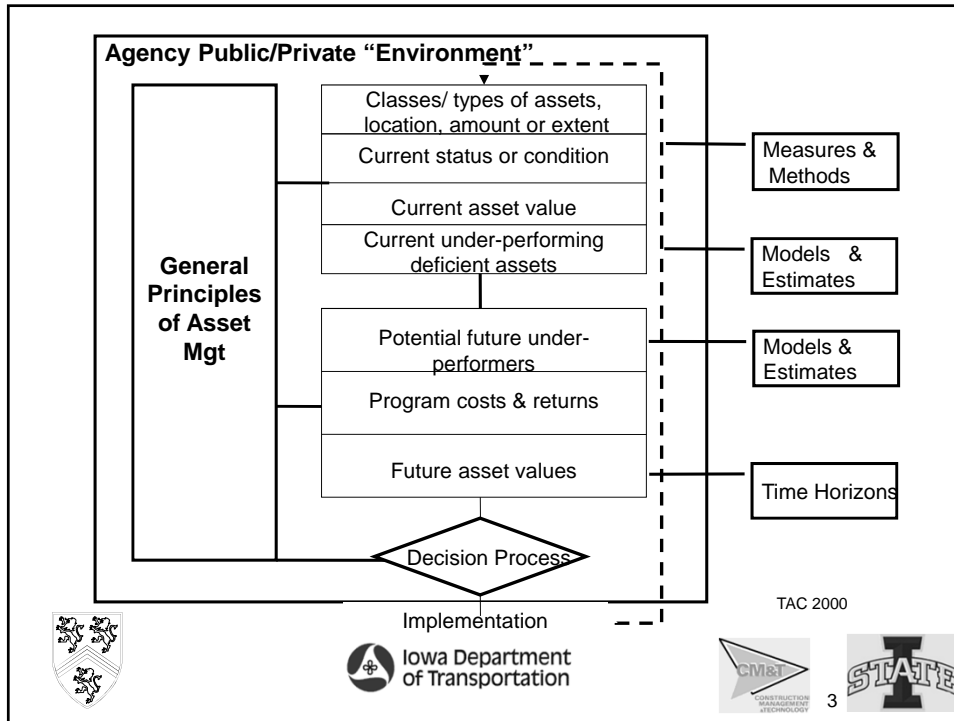 Agency Public/Private “Environment”
Classes/ types of assets,
location, amount or extent
Current status or condition
Current asset value
Current under-performing
deficient assets
General
Principles
of Asset
Mgt
Potential future under-
performers
Program costs & returns
Future asset values
Decision Process
Implementation
Measures &
Methods
Models &
Estimates
Models &
Estimates
Time Horizons
TAC 2000
Iowa Department
of Transportation
CM&T
CONSTRUCTION
MANAGEMENT
&TECHNOLOGY
3
I
STATE